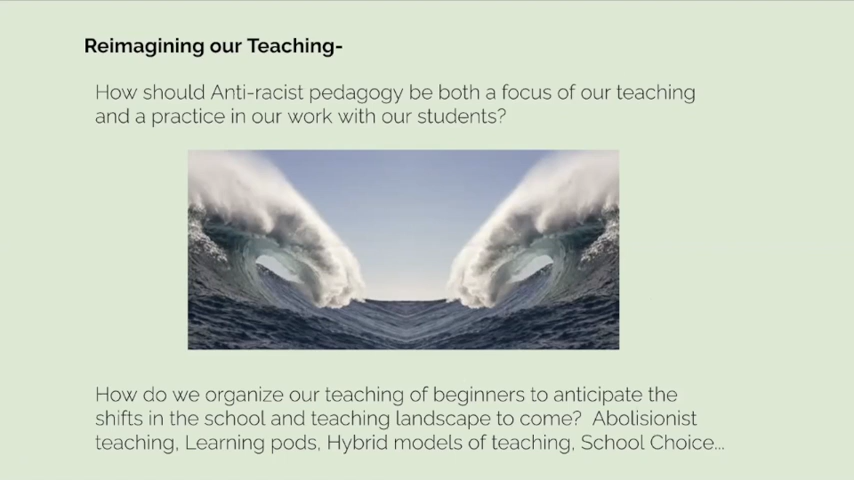 Reimagining our Teaching-
How should Anti-racist pedagogy be both a focus of our teaching
and a practice in our work with our students?
How do we organize our teaching of beginners to anticipate the
shifts in the school and teaching landscape to come? Abolisionist
teaching, Learning pods, Hybrid models of teaching, School Choice...